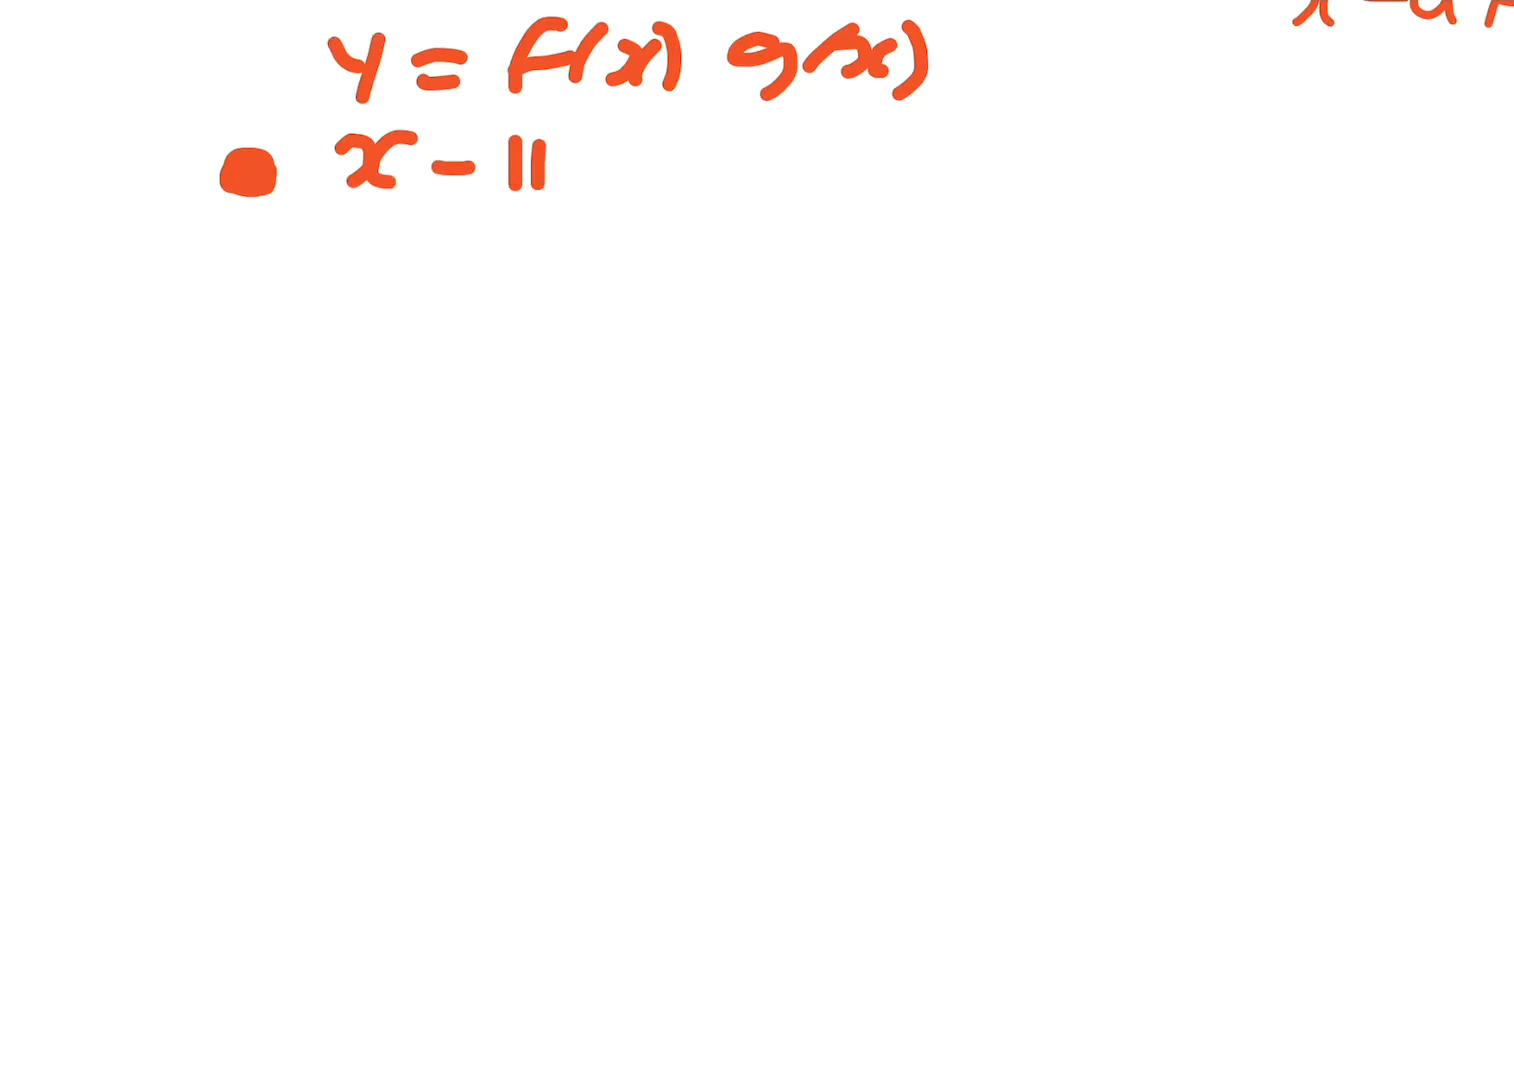 y = f(x) g(x)
• x - 11